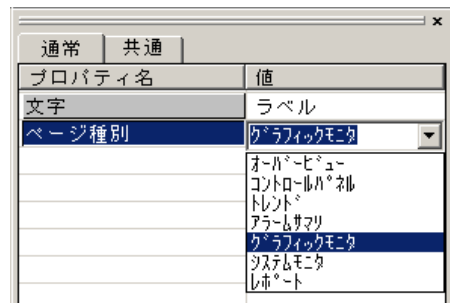 通常 共通
プロパティ名 値
文字 ラベル
ページ種別 グラフィックモニタ
オーバービュー
コントロールパネル
トレンド
アラームサマリ
グラフィックモニタ
システムモニタ
レポート